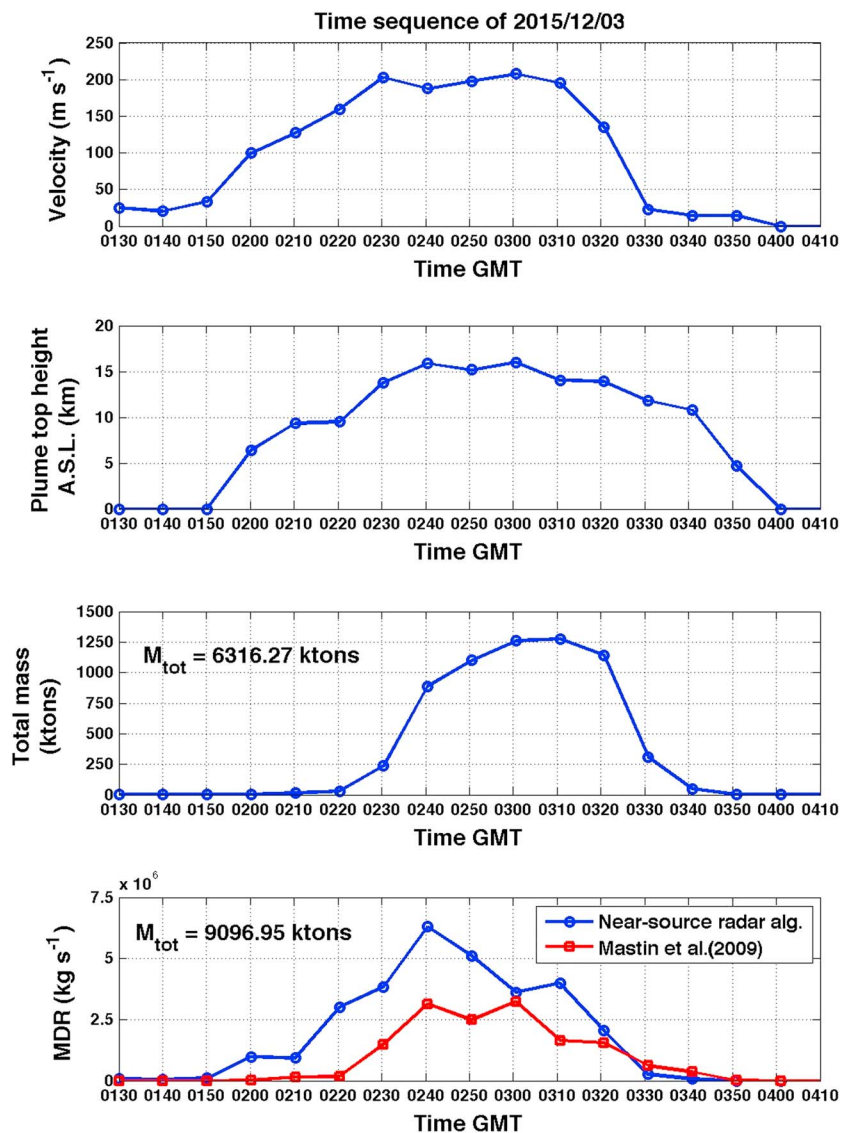 Time sequence of 2015/12/03
250
200
150
100
50
0
Velocity (m s⁻¹)
0130 0140 0150 0200 0210 0220 0230 0240 0250 0300 0310 0320 0330 0340 0350 0400 0410
Time GMT
20
15
10
5
0
Plume top height
A.S.L. (km)
0130 0140 0150 0200 0210 0220 0230 0240 0250 0300 0310 0320 0330 0340 0350 0400 0410
Time GMT
1500
1250
1000
750
500
250
0
Total mass
(ktons)
M_tot = 6316.27 ktons
0130 0140 0150 0200 0210 0220 0230 0240 0250 0300 0310 0320 0330 0340 0350 0400 0410
Time GMT
x 10⁶
7.5
5
2.5
0
MDR (kg s⁻¹)
M_tot = 9096.95 ktons
Near-source radar alg.
Mastin et al.(2009)
0130 0140 0150 0200 0210 0220 0230 0240 0250 0300 0310 0320 0330 0340 0350 0400 0410
Time GMT